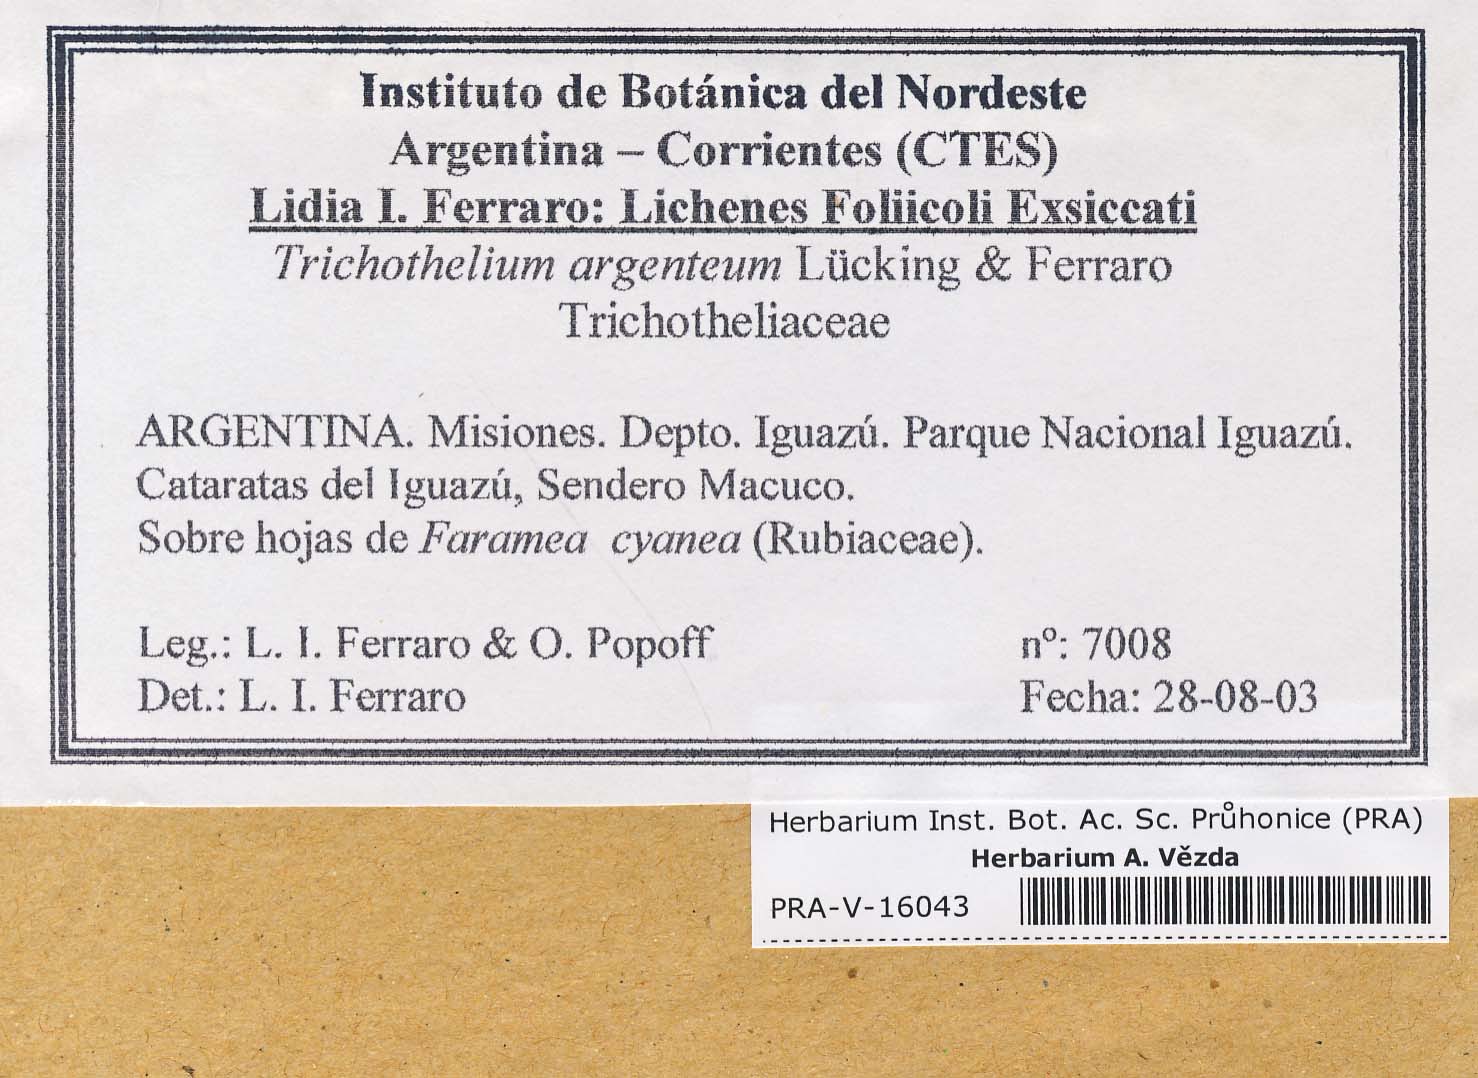 Instituto de Botánica del Nordeste
Argentina – Corrientes (CTES)
Lidia I. Ferraro: Lichenes Foliicoli Exsiccati
Trichothelium argenteum Lücking & Ferraro
Trichotheliaceae
ARGENTINA. Misiones. Depto. Iguazú. Parque Nacional Iguazú.
Cataratas del Iguazú, Sendero Macuco.
Sobre hojas de Faramea cyanea (Rubiaceae).
Leg.: L. I. Ferraro & O. Popoff nº: 7008
Det.: L. I. Ferraro Fecha: 28-08-03
Herbarium Inst. Bot. Ac. Sc. Průhonice (PRA)
Herbarium A. Vězda
PRA-V-16043